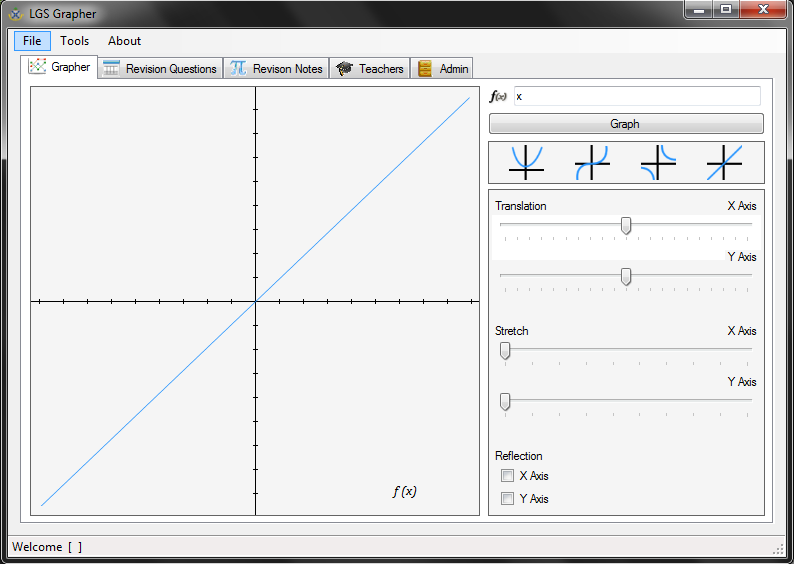 LGS Grapher
File Tools About
Grapher Revision Questions Revison Notes Teachers Admin
f(x) x
Graph
Translation X Axis
Y Axis
Stretch X Axis
Y Axis
Reflection
X Axis
Y Axis
f (x)
Welcome [ ]